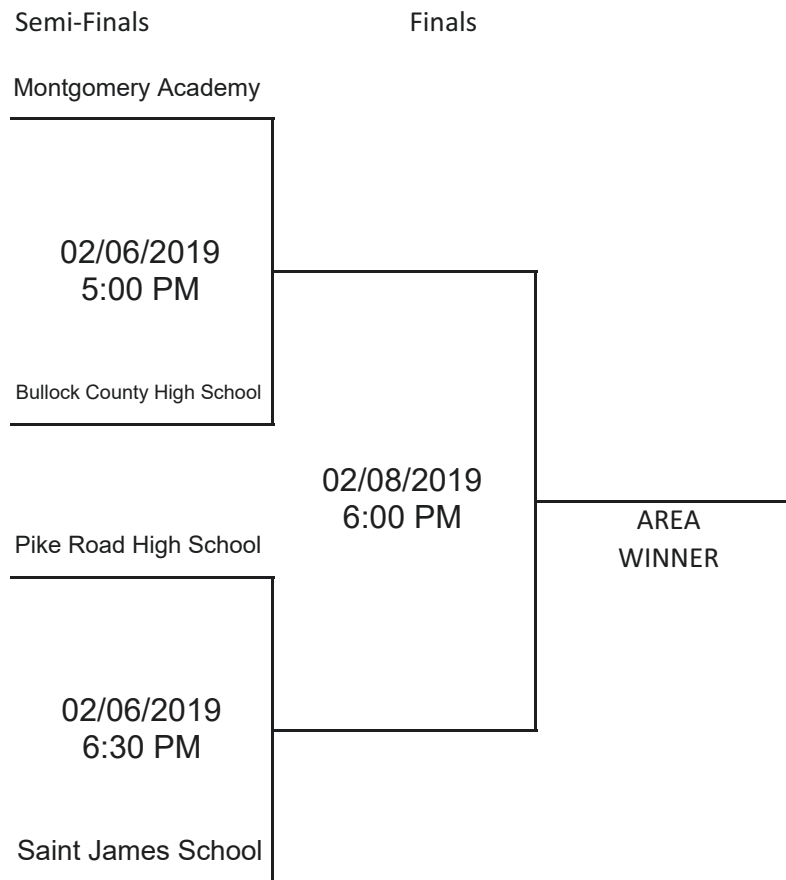 Semi-Finals
Finals
Montgomery Academy
02/06/2019
5:00 PM
Bullock County High School
02/08/2019
6:00 PM
AREA
WINNER
Pike Road High School
02/06/2019
6:30 PM
Saint James School